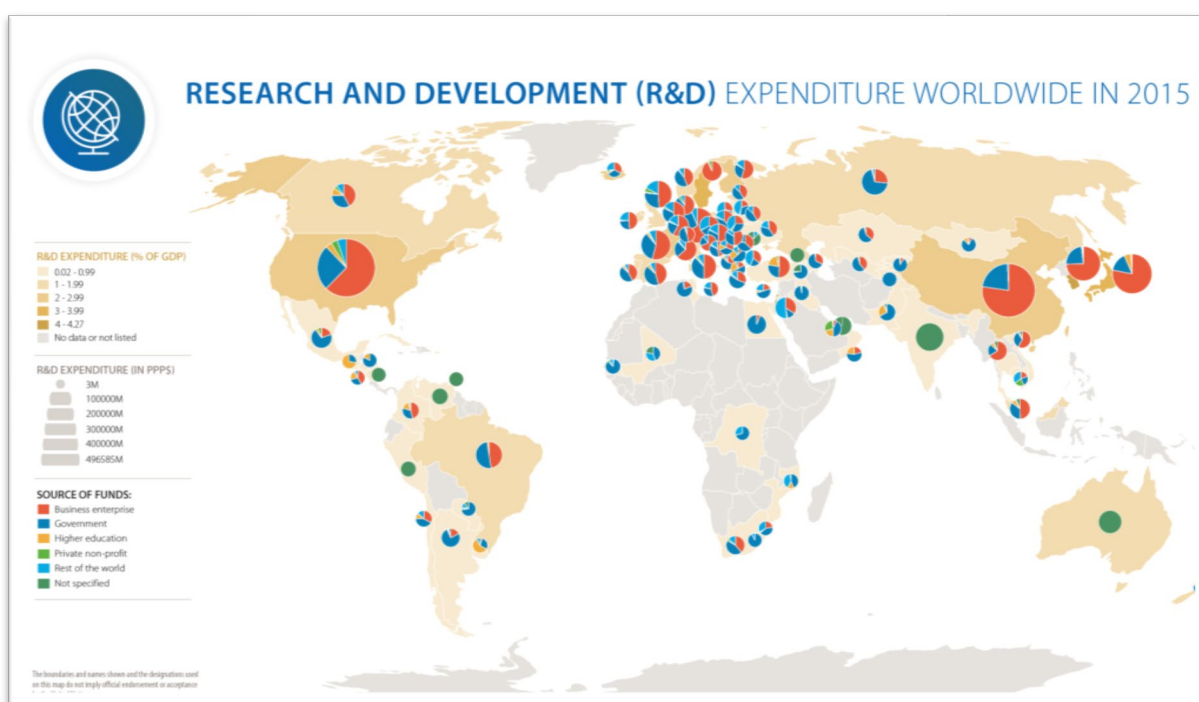 RESEARCH AND DEVELOPMENT (R&D) EXPENDITURE WORLDWIDE IN 2015
R&D EXPENDITURE (% OF GDP)
0.02 - 0.99
1 - 1.99
2 - 2.99
3 - 3.99
4 - 4.27
No data or not listed
R&D EXPENDITURE (IN PPP$)
3M
100000M
200000M
300000M
400000M
496585M
SOURCE OF FUNDS:
Business enterprise
Government
Higher education
Private non-profit
Rest of the world
Not specified
The boundaries and names shown and the designations used
on this map do not imply official endorsement or acceptance